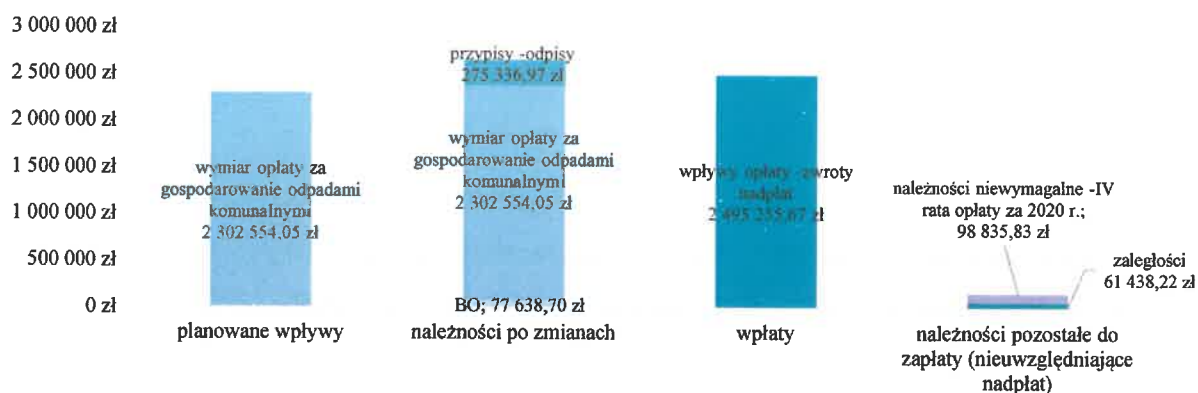 3 000 000 zł
2 500 000 zł
2 000 000 zł
1 500 000 zł
1 000 000 zł
500 000 zł
0 zł
wymiar opłaty za
gospodarowanie odpadami
komunalnymi
2 302 554,05 zł
planowane wpływy
przypisy -odpisy
275 336,97 zł
wymiar opłaty za
gospodarowanie odpadami
komunalnymi
2 302 554,05 zł
BO; 77 638,70 zł
należności po zmianach
wpływy opłaty -zwroty
nadpłat
2 495 255,67 zł
wpłaty
należności niewymagalne -IV
rata opłaty za 2020 r.;
98 835,83 zł
zaległości
61 438,22 zł
należności pozostałe do
zapłaty (nieuwzględniające
nadpłat)